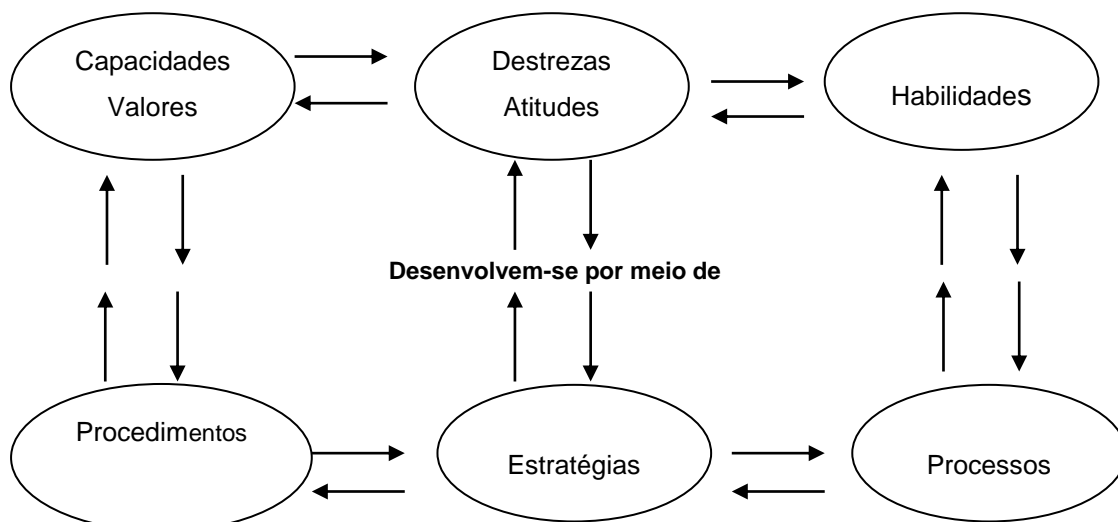 Capacidades
Valores
Destrezas
Atitudes
Habilidades
Desenvolvem-se por meio de
Procedimentos
Estratégias
Processos